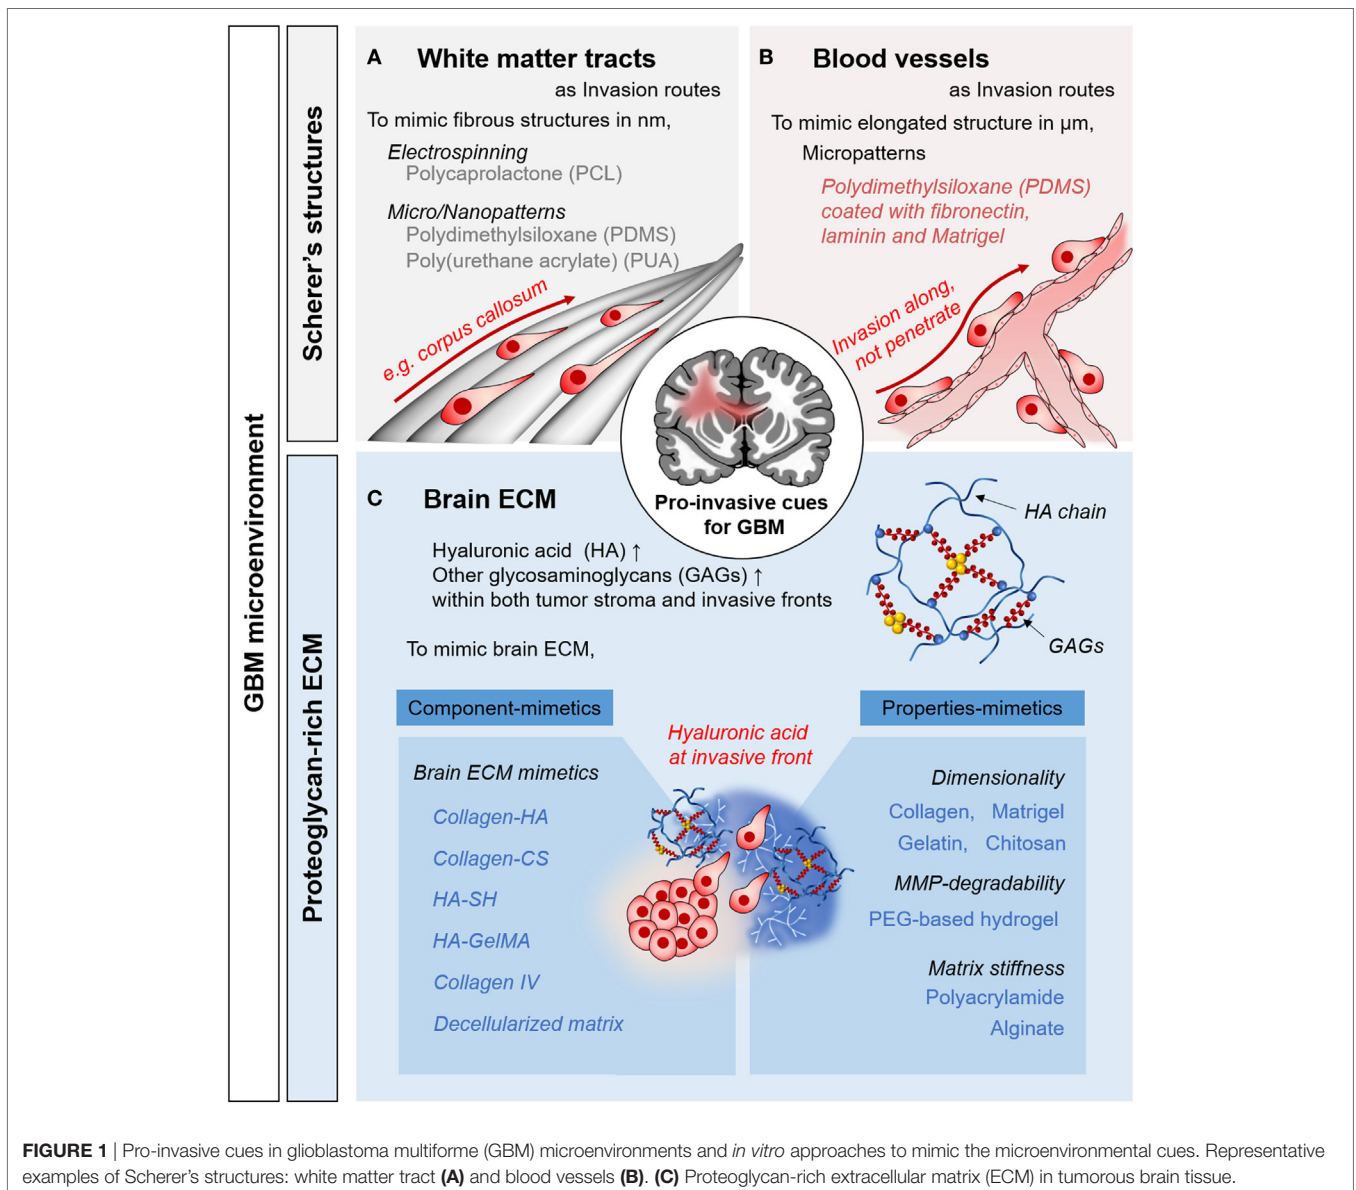 GBM microenvironment
Scherer's structures
Proteoglycan-rich ECM
A White matter tracts
as Invasion routes
To mimic fibrous structures in nm,
Electrospinning
Polycaprolactone (PCL)
Micro/Nanopatterns
Polydimethylsiloxane (PDMS)
Poly(urethane acrylate) (PUA)
e.g. corpus callosum
B Blood vessels
as Invasion routes
To mimic elongated structure in μm,
Micropatterns
Polydimethylsiloxane (PDMS)
coated with fibronectin,
laminin and Matrigel
Invasion along,
not penetrate
Pro-invasive cues
for GBM
C Brain ECM
Hyaluronic acid (HA) ↑
Other glycosaminoglycans (GAGs) ↑
within both tumor stroma and invasive fronts
HA chain
GAGs
To mimic brain ECM,
Component-mimetics
Brain ECM mimetics
Collagen-HA
Collagen-CS
HA-SH
HA-GelMA
Collagen IV
Decellularized matrix
Hyaluronic acid
at invasive front
Properties-mimetics
Dimensionality
Collagen, Matrigel
Gelatin, Chitosan
MMP-degradability
PEG-based hydrogel
Matrix stiffness
Polyacrylamide
Alginate
FIGURE 1 | Pro-invasive cues in glioblastoma multiforme (GBM) microenvironments and in vitro approaches to mimic the microenvironmental cues. Representative
examples of Scherer's structures: white matter tract (A) and blood vessels (B). (C) Proteoglycan-rich extracellular matrix (ECM) in tumorous brain tissue.